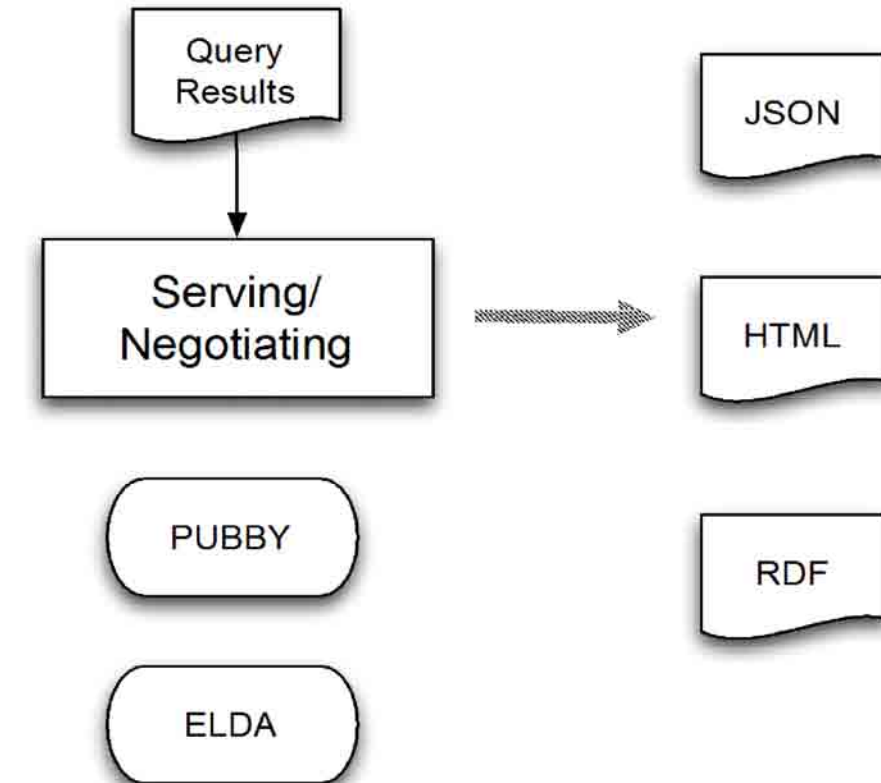 Query
Results
Serving/
Negotiating
PUBBY
ELDA
JSON
HTML
RDF